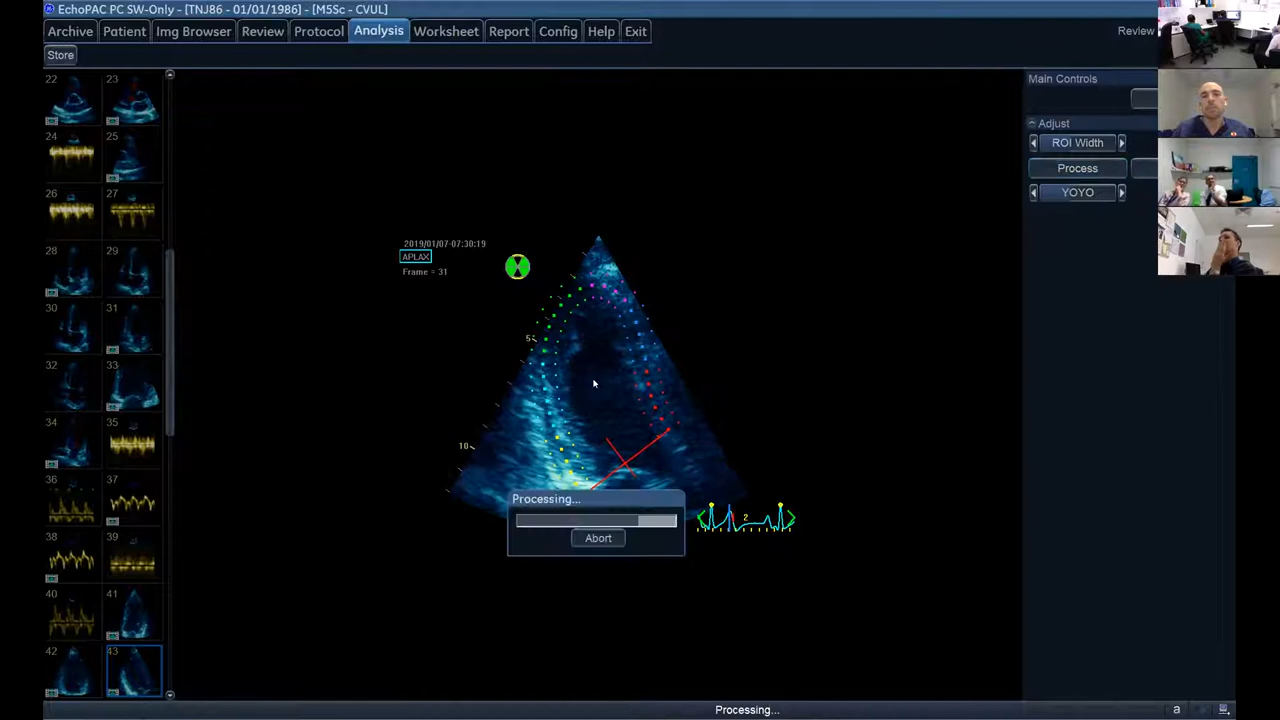 EchoPAC PC SW-Only - [TNJ86 - 01/01/1986] - [M5Sc - CVUL]
Archive Patient Img Browser Review Protocol Analysis Worksheet Report Config Help Exit Review
Store
Main Controls
Adjust
ROI Width
Process
YOYO
22 23
24 25
26 27
28 29
30 31
32 33
34 35
36 37
38 39
40 41
42 43
2019/01/07-07:30:19
APLAX
Frame = 31
5
10
2
Processing...
Abort
Processing...
a